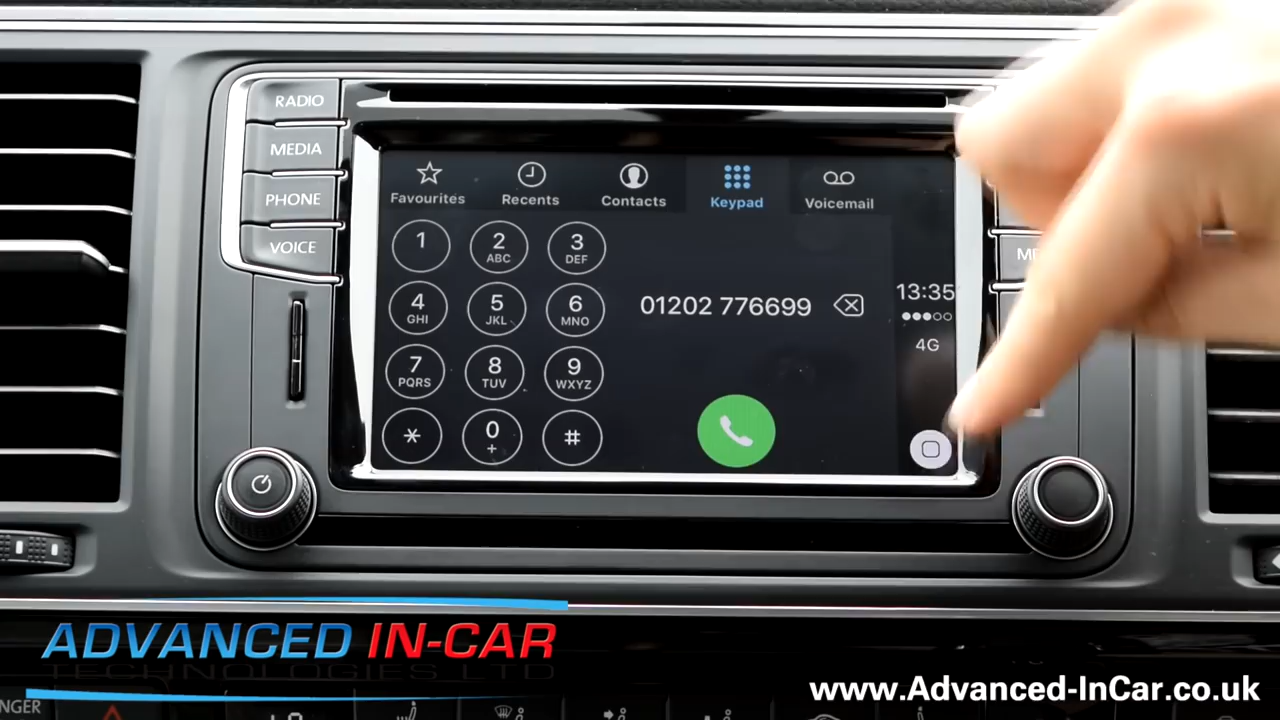 RADIO
MEDIA
PHONE
VOICE
Favourites
Recents
Contacts
Keypad
Voicemail
1
2
ABC
3
DEF
4
GHI
5
JKL
6
MNO
7
PQRS
8
TUV
9
WXYZ
*
0
+
#
01202 776699
13:35
4G
ADVANCED IN-CAR
TECHNOLOGIES LTD
www.Advanced-InCar.co.uk